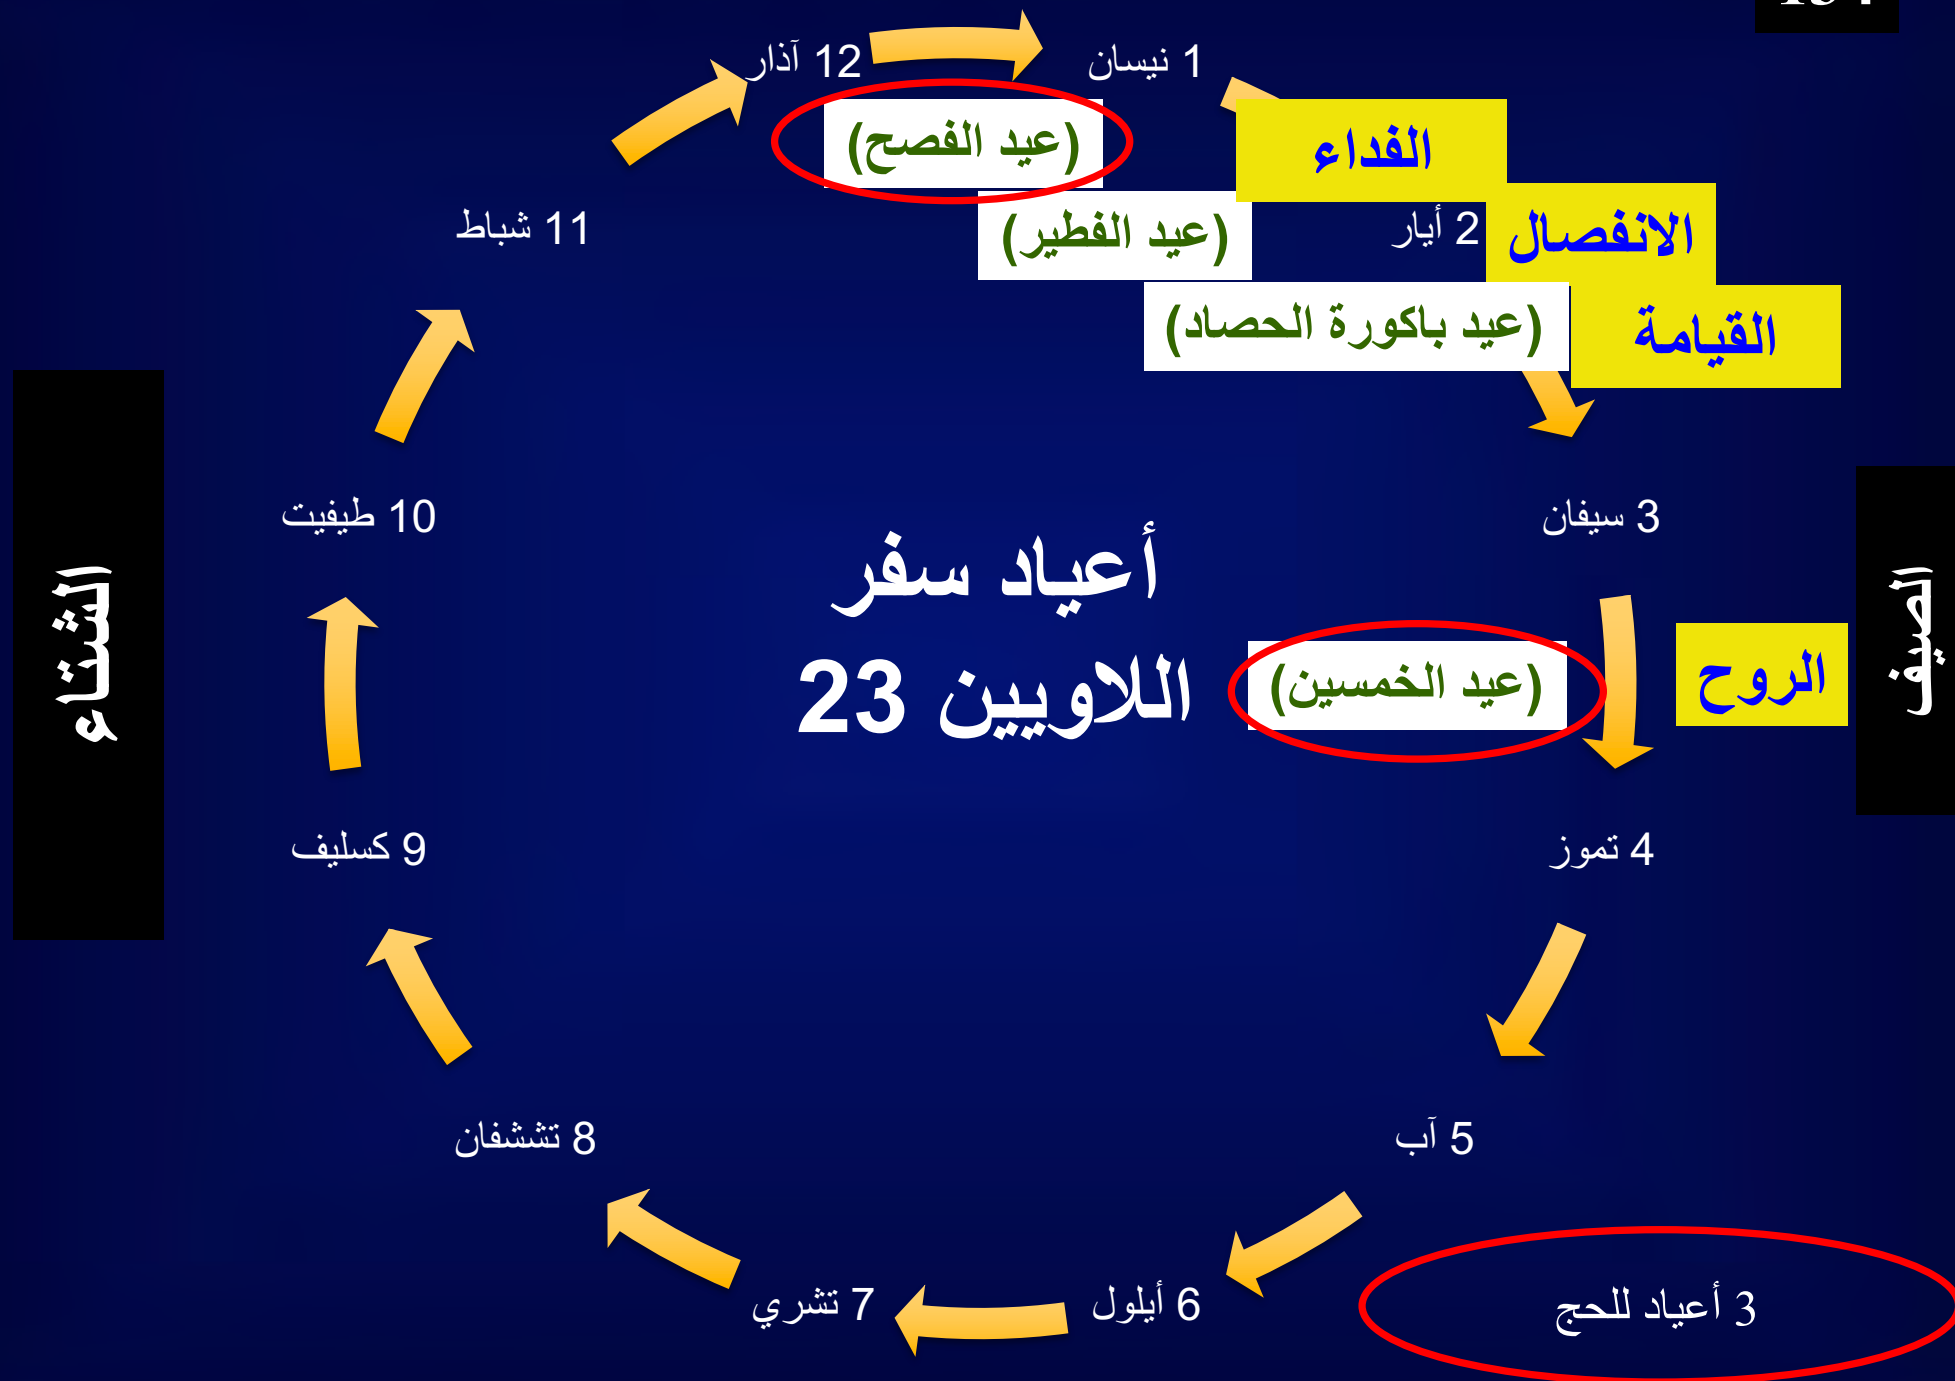 12 آذار
1 نيسان
(عيد الفصح)
الفداء
11 شباط
(عيد الفطير)
2 أيار
الانفصال
(عيد باكورة الحصاد)
القيامة
10 طيفيت
3 سيفان
أعياد سفر
اللاويين 23
(عيد الخمسين)
الروح
الشتاء
الصيف
9 كسليف
4 تموز
8 تششفان
5 آب
7 تشري
6 أيلول
3 أعياد للحج